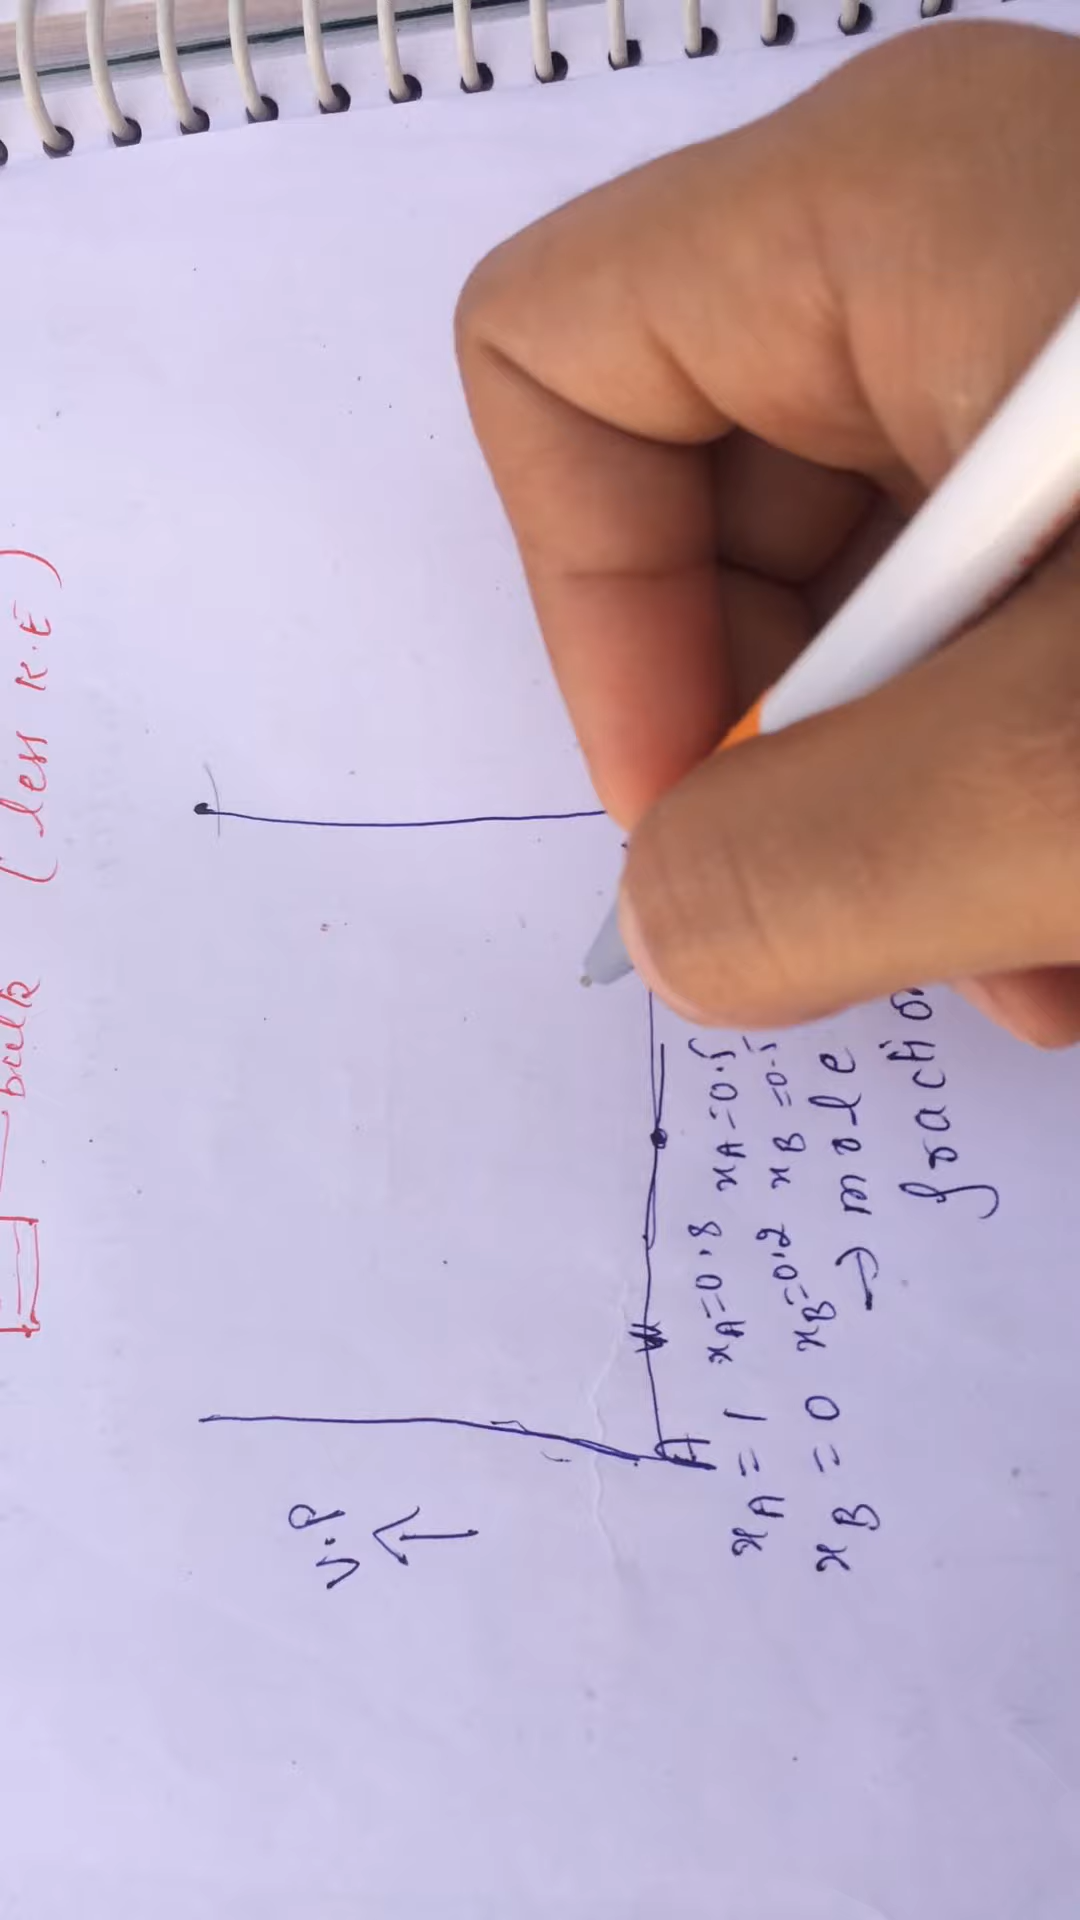 bulk (less K.E)
V.P
↑
A
xA = 1 xA=0.8 xA=0.5
xB = 0 xB=0.2 xB=0.5
→ mole
fractio